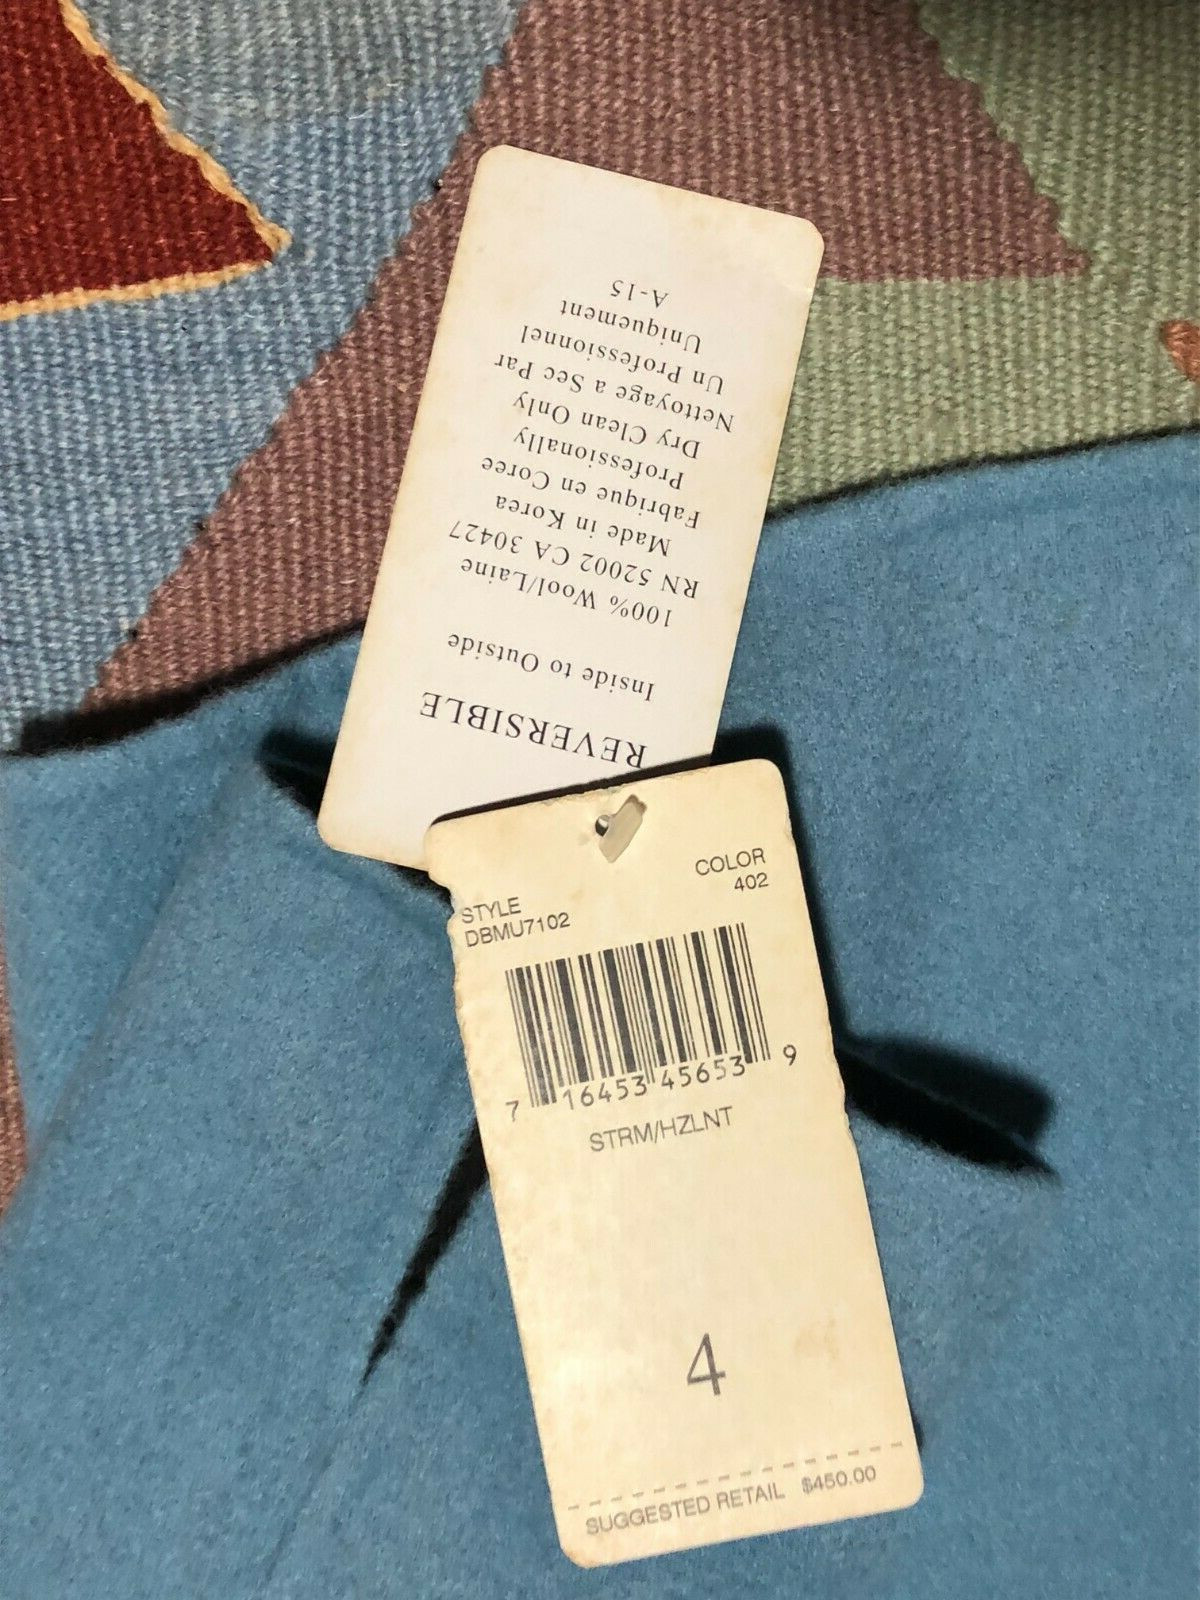 REVERSIBLE
Inside to Outside
100% Wool/Laine
RN 52002 CA 30427
Made in Korea
Fabrique en Coree
Professionally
Dry Clean Only
Nettoyage a Sec Par
Un Professionnel
Uniquement
A-15
STYLE
DBMU7102
COLOR
402
7 16453 45653 9
STRM/HZLNT
4
SUGGESTED RETAIL $450.00